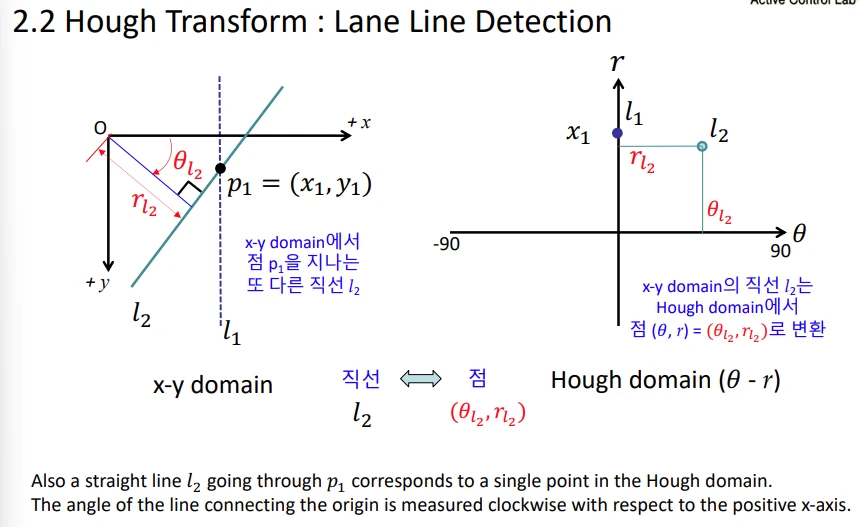 Active Control Lab
2.2 Hough Transform : Lane Line Detection
O
+ x
θl₂
rl₂
p₁ = (x₁, y₁)
x-y domain에서
점 p₁을 지나는
또 다른 직선 l₂
+ y
l₂
l₁
r
x₁
l₁
l₂
rl₂
θl₂
-90
90
θ
x-y domain의 직선 l₂는
Hough domain에서
점 (θ, r) = (θl₂, rl₂)로 변환
x-y domain
직선
점
l₂
(θl₂, rl₂)
Hough domain (θ - r)
Also a straight line l₂ going through p₁ corresponds to a single point in the Hough domain.
The angle of the line connecting the origin is measured clockwise with respect to the positive x-axis.